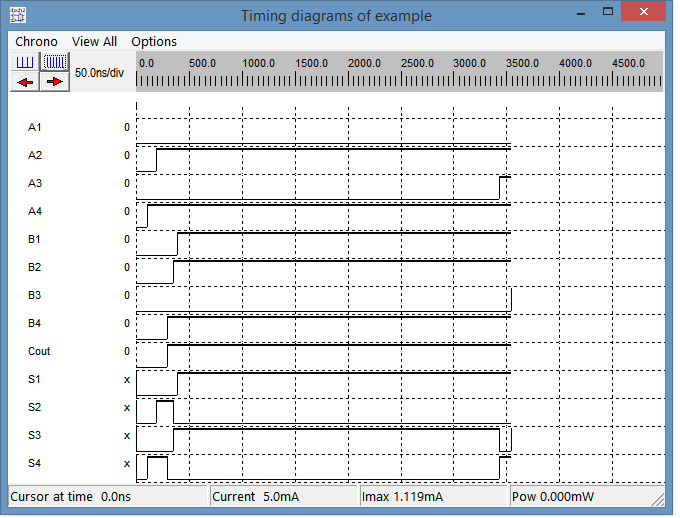 dsch2
Timing diagrams of example
Chrono View All Options
50.0ns/div
0.0 500.0 1000.0 1500.0 2000.0 2500.0 3000.0 3500.0 4000.0 4500.0
A1 0
A2 0
A3 0
A4 0
B1 0
B2 0
B3 0
B4 0
Cout 0
S1 x
S2 x
S3 x
S4 x
Cursor at time 0.0ns Current 5.0mA Imax 1.119mA Pow 0.000mW